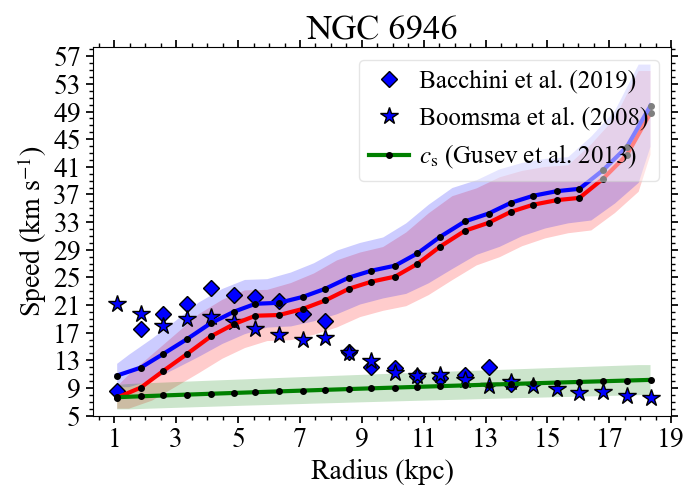 NGC 6946
Bacchini et al. (2019)
Boomsma et al. (2008)
cs (Gusev et al. 2013)
Speed (km s−1)
57
53
49
45
41
37
33
29
25
21
17
13
9
5
1 3 5 7 9 11 13 15 17 19
Radius (kpc)